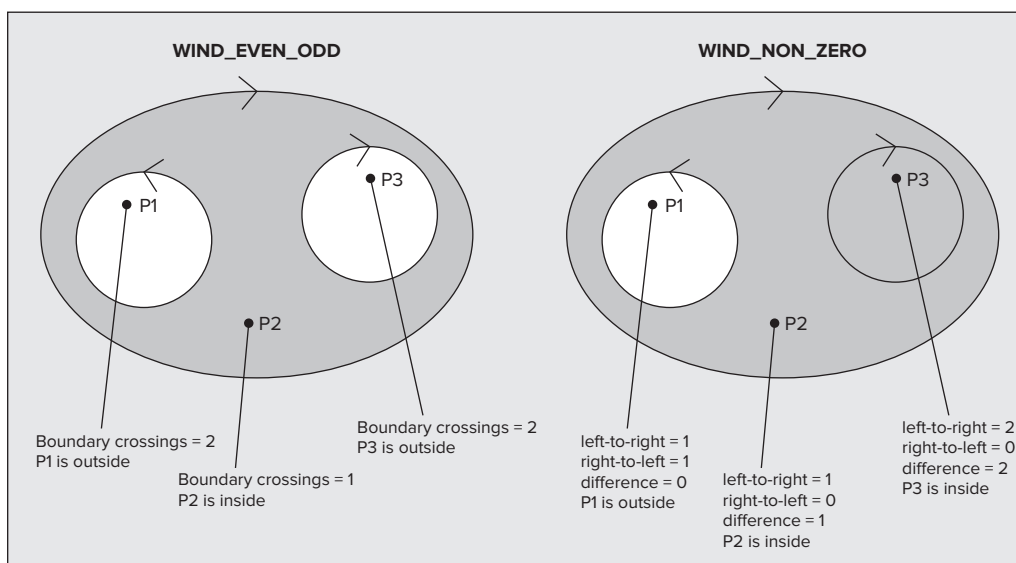 WIND_EVEN_ODD
P1
P3
P2
Boundary crossings = 2
P1 is outside
Boundary crossings = 1
P2 is inside
Boundary crossings = 2
P3 is outside
WIND_NON_ZERO
P1
P3
P2
left-to-right = 1
right-to-left = 1
difference = 0
P1 is outside
left-to-right = 1
right-to-left = 0
difference = 1
P2 is inside
left-to-right = 2
right-to-left = 0
difference = 2
P3 is inside